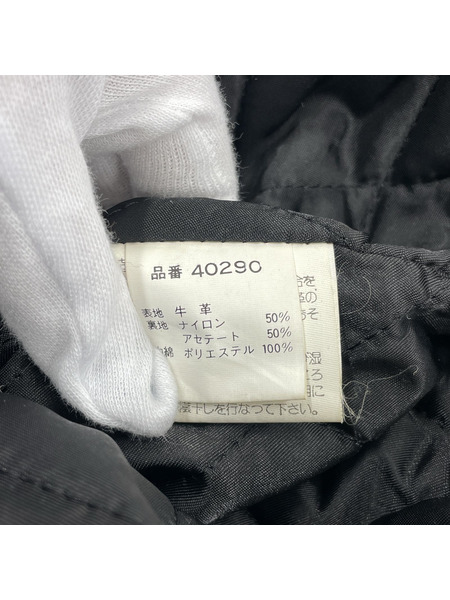 品番 40290
表地 牛 革
裏地 ナイロン 50%
アセテート 50%
綿 ポリエステル 100%
陰干しを行なって下さい。